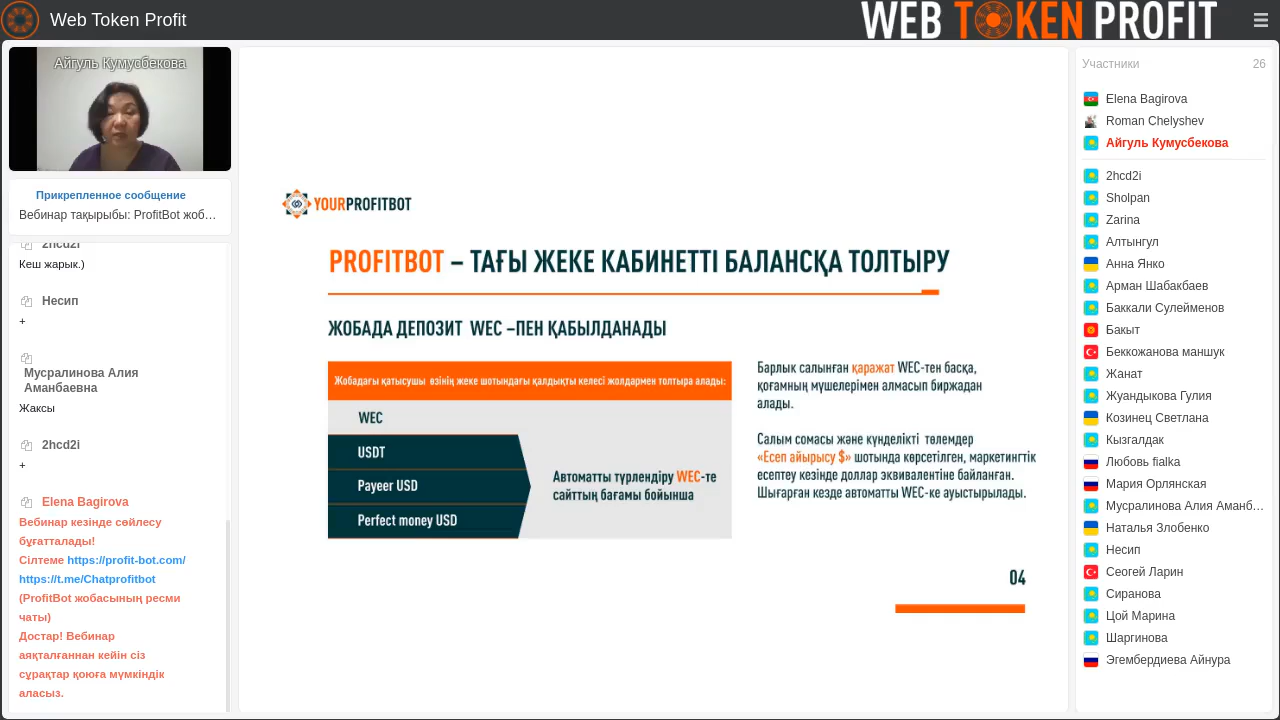 Web Token Profit
WEB TOKEN PROFIT
Айгуль Кумусбекова
Прикрепленное сообщение
Вебинар тақырыбы: ProfitBot жоб…
2hcd2i
Кеш жарык.)
Несип
+
Мусралинова Алия
Аманбаевна
Жаксы
2hcd2i
+
Elena Bagirova
Вебинар кезінде сөйлесу
бұғатталады!
Сілтеме https://profit-bot.com/
https://t.me/Chatprofitbot
(ProfitBot жобасының ресми
чаты)
Достар! Вебинар
аяқталғаннан кейін сіз
сұрақтар қоюға мүмкіндік
аласыз.
YOURPROFITBOT
PROFITBOT – ТАҒЫ ЖЕКЕ КАБИНЕТТІ БАЛАНСҚА ТОЛТЫРУ
ЖОБАДА ДЕПОЗИТ WEC –ПЕН ҚАБЫЛДАНАДЫ
Жобадағы қатысушы өзінің жеке шотындағы қалдықты келесі жолдармен толтыра алады:
WEC
USDT
Payeer USD
Perfect money USD
Автоматты түрлендіру WEC-те
сайттың бағамы бойынша
Барлык салынған қаражат WEC-тен басқа,
қоғамның мүшелерімен алмасып биржадан
алады.
Салым сомасы және күнделікті төлемдер
«Есеп айырысу $» шотында көрсетілген, маркетингтік
есептеу кезінде доллар эквивалентіне байланған.
Шығарған кезде автоматты WEC-ке ауыстырылады.
04
Участники 26
Elena Bagirova
Roman Chelyshev
Айгуль Кумусбекова
2hcd2i
Sholpan
Zarina
Алтынгул
Анна Янко
Арман Шабакбаев
Баккали Сулейменов
Бакыт
Беккожанова маншук
Жанат
Жуандыкова Гулия
Козинец Светлана
Кызгалдак
Любовь fialka
Мария Орлянская
Мусралинова Алия Аманб…
Наталья Злобенко
Несип
Сеогей Ларин
Сиранова
Цой Марина
Шаргинова
Эгембердиева Айнура